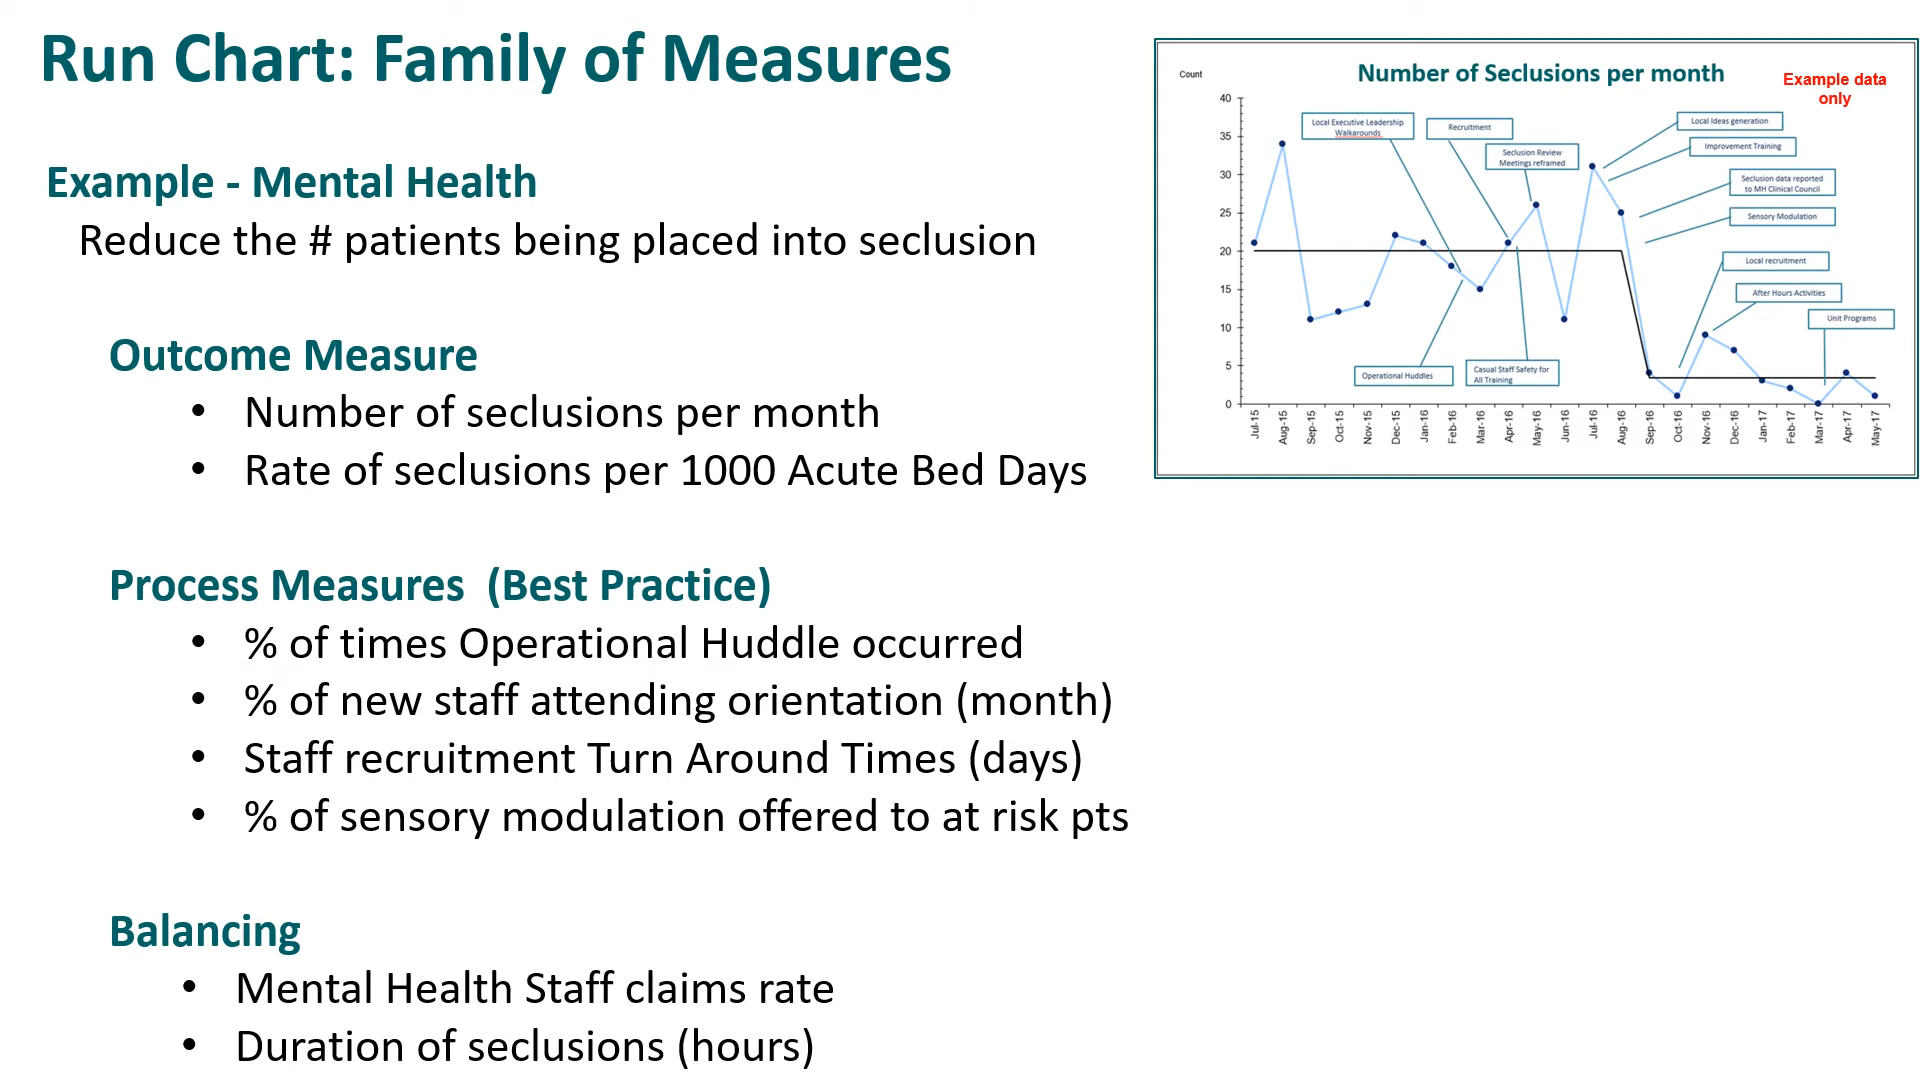 Run Chart: Family of Measures
Example - Mental Health
Reduce the # patients being placed into seclusion
Outcome Measure
• Number of seclusions per month
• Rate of seclusions per 1000 Acute Bed Days
Process Measures (Best Practice)
• % of times Operational Huddle occurred
• % of new staff attending orientation (month)
• Staff recruitment Turn Around Times (days)
• % of sensory modulation offered to at risk pts
Balancing
• Mental Health Staff claims rate
• Duration of seclusions (hours)
Count
Number of Seclusions per month
Example data
only
40
35
30
25
20
15
10
5
0
Local Executive Leadership
Walkarounds
Recruitment
Seclusion Review
Meetings reframed
Local Ideas generation
Improvement Training
Seclusion data reported
to MH Clinical Council
Sensory Modulation
Local recruitment
After Hours Activities
Unit Programs
Operational Huddles
Casual Staff Safety for
All Training
Jul-15
Aug-15
Sep-15
Oct-15
Nov-15
Dec-15
Jan-16
Feb-16
Mar-16
Apr-16
May-16
Jun-16
Jul-16
Aug-16
Sep-16
Oct-16
Nov-16
Dec-16
Jan-17
Feb-17
Mar-17
Apr-17
May-17